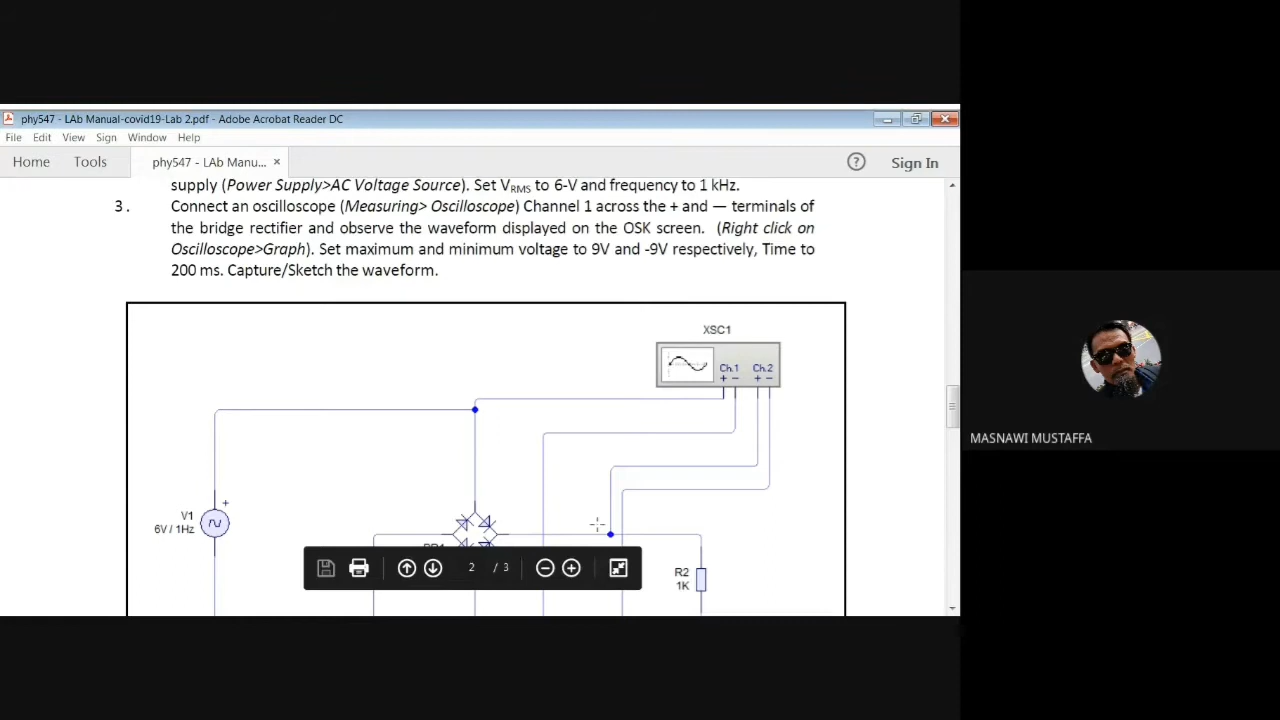 phy547 - LAb Manual-covid19-Lab 2.pdf - Adobe Acrobat Reader DC
File Edit View Sign Window Help
Home Tools phy547 - LAb Manu... × ? Sign In
supply (Power Supply>AC Voltage Source). Set VRMS to 6-V and frequency to 1 kHz.
3. Connect an oscilloscope (Measuring> Oscilloscope) Channel 1 across the + and — terminals of
the bridge rectifier and observe the waveform displayed on the OSK screen. (Right click on
Oscilloscope>Graph). Set maximum and minimum voltage to 9V and -9V respectively, Time to
200 ms. Capture/Sketch the waveform.
XSC1
Ch.1 Ch.2
+ − + −
+
V1
6V / 1Hz
R2
1K
2 / 3
MASNAWI MUSTAFFA